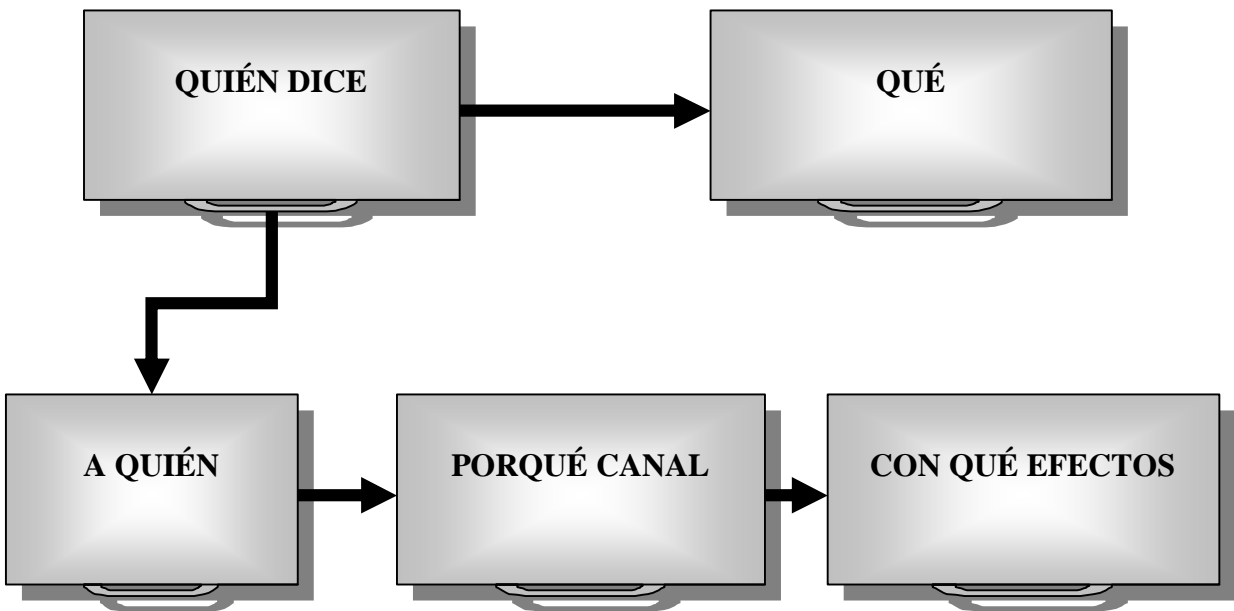 QUIÉN DICE
QUÉ
A QUIÉN
PORQUÉ CANAL
CON QUÉ EFECTOS